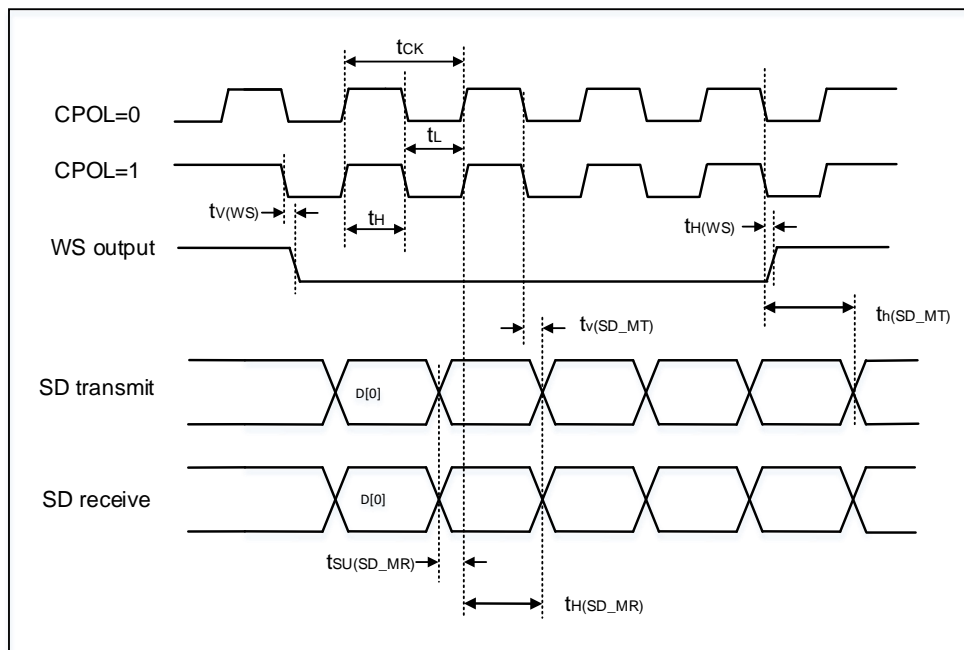 tCK
CPOL=0
tL
CPOL=1
tV(WS)
tH
tH(WS)
WS output
tv(SD_MT)
th(SD_MT)
SD transmit
D[0]
SD receive
D[0]
tSU(SD_MR)
tH(SD_MR)